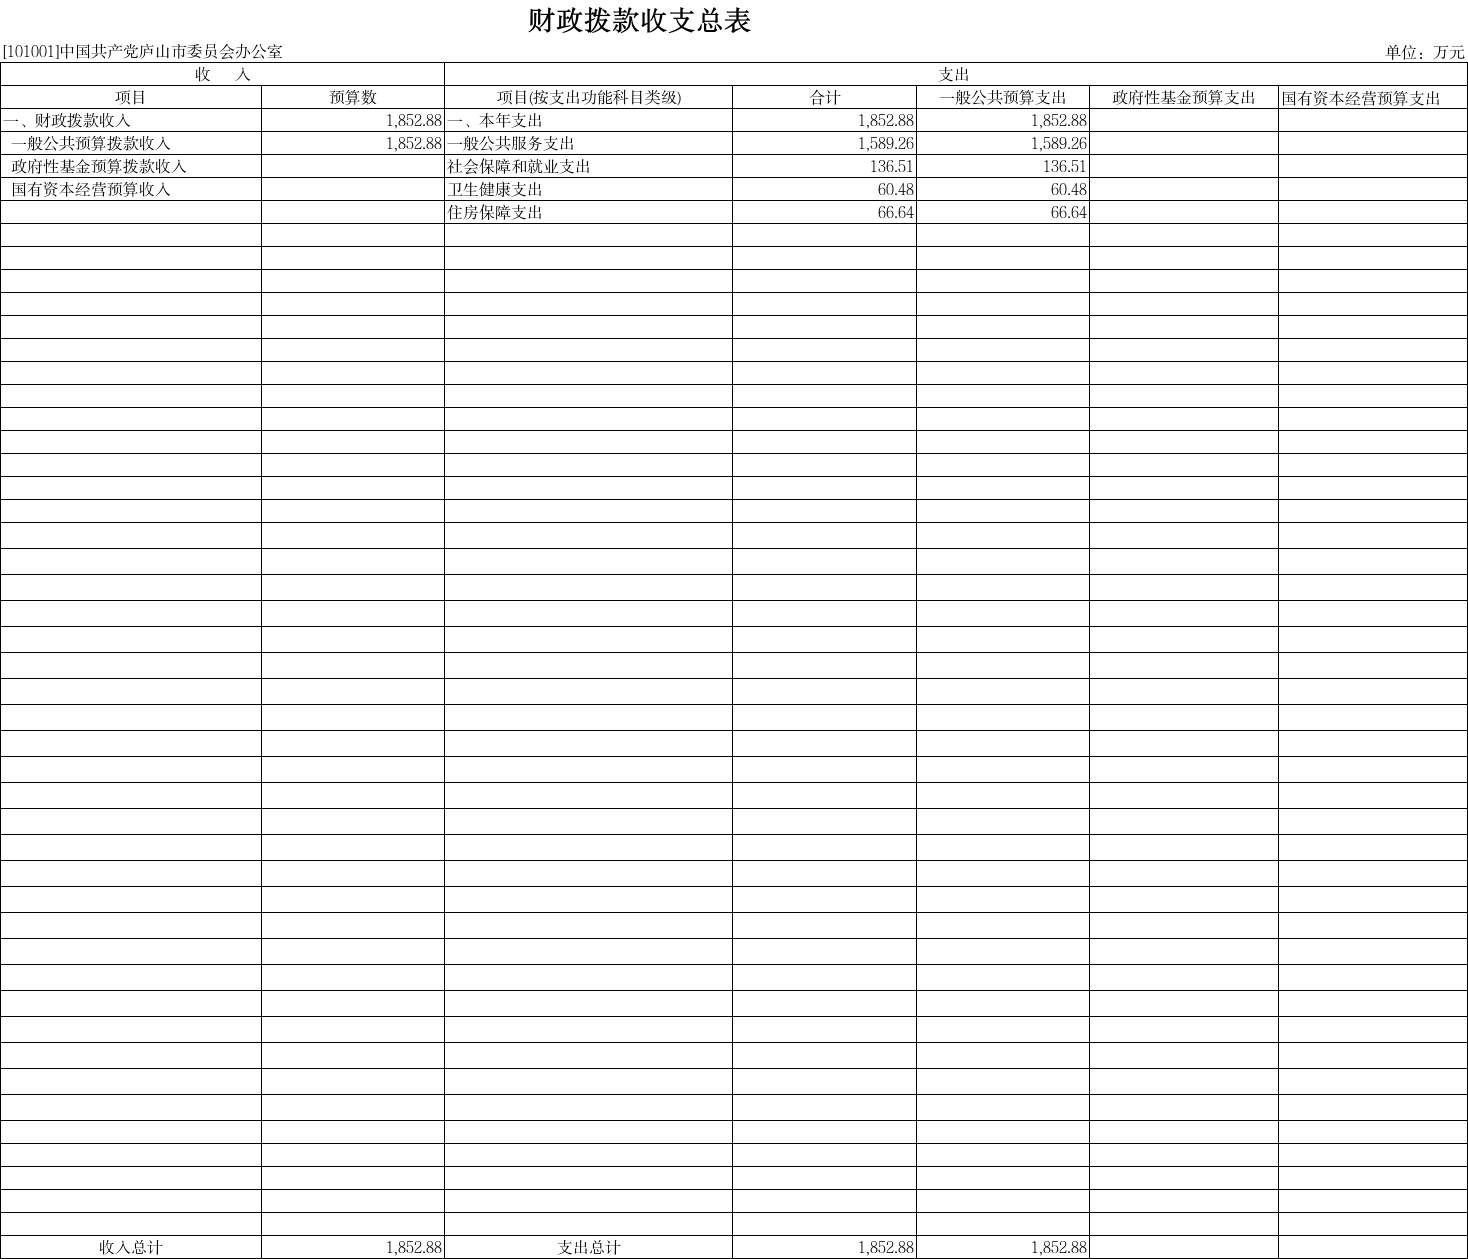 财政拨款收支总表
[101001]中国共产党庐山市委员会办公室 单位：万元
收 入 支出
项目 预算数 项目(按支出功能科目类级) 合计 一般公共预算支出 政府性基金预算支出 国有资本经营预算支出
一、财政拨款收入 1,852.88 一、本年支出 1,852.88 1,852.88
一般公共预算拨款收入 1,852.88 一般公共服务支出 1,589.26 1,589.26
政府性基金预算拨款收入 社会保障和就业支出 136.51 136.51
国有资本经营预算收入 卫生健康支出 60.48 60.48
住房保障支出 66.64 66.64
收入总计 1,852.88 支出总计 1,852.88 1,852.88